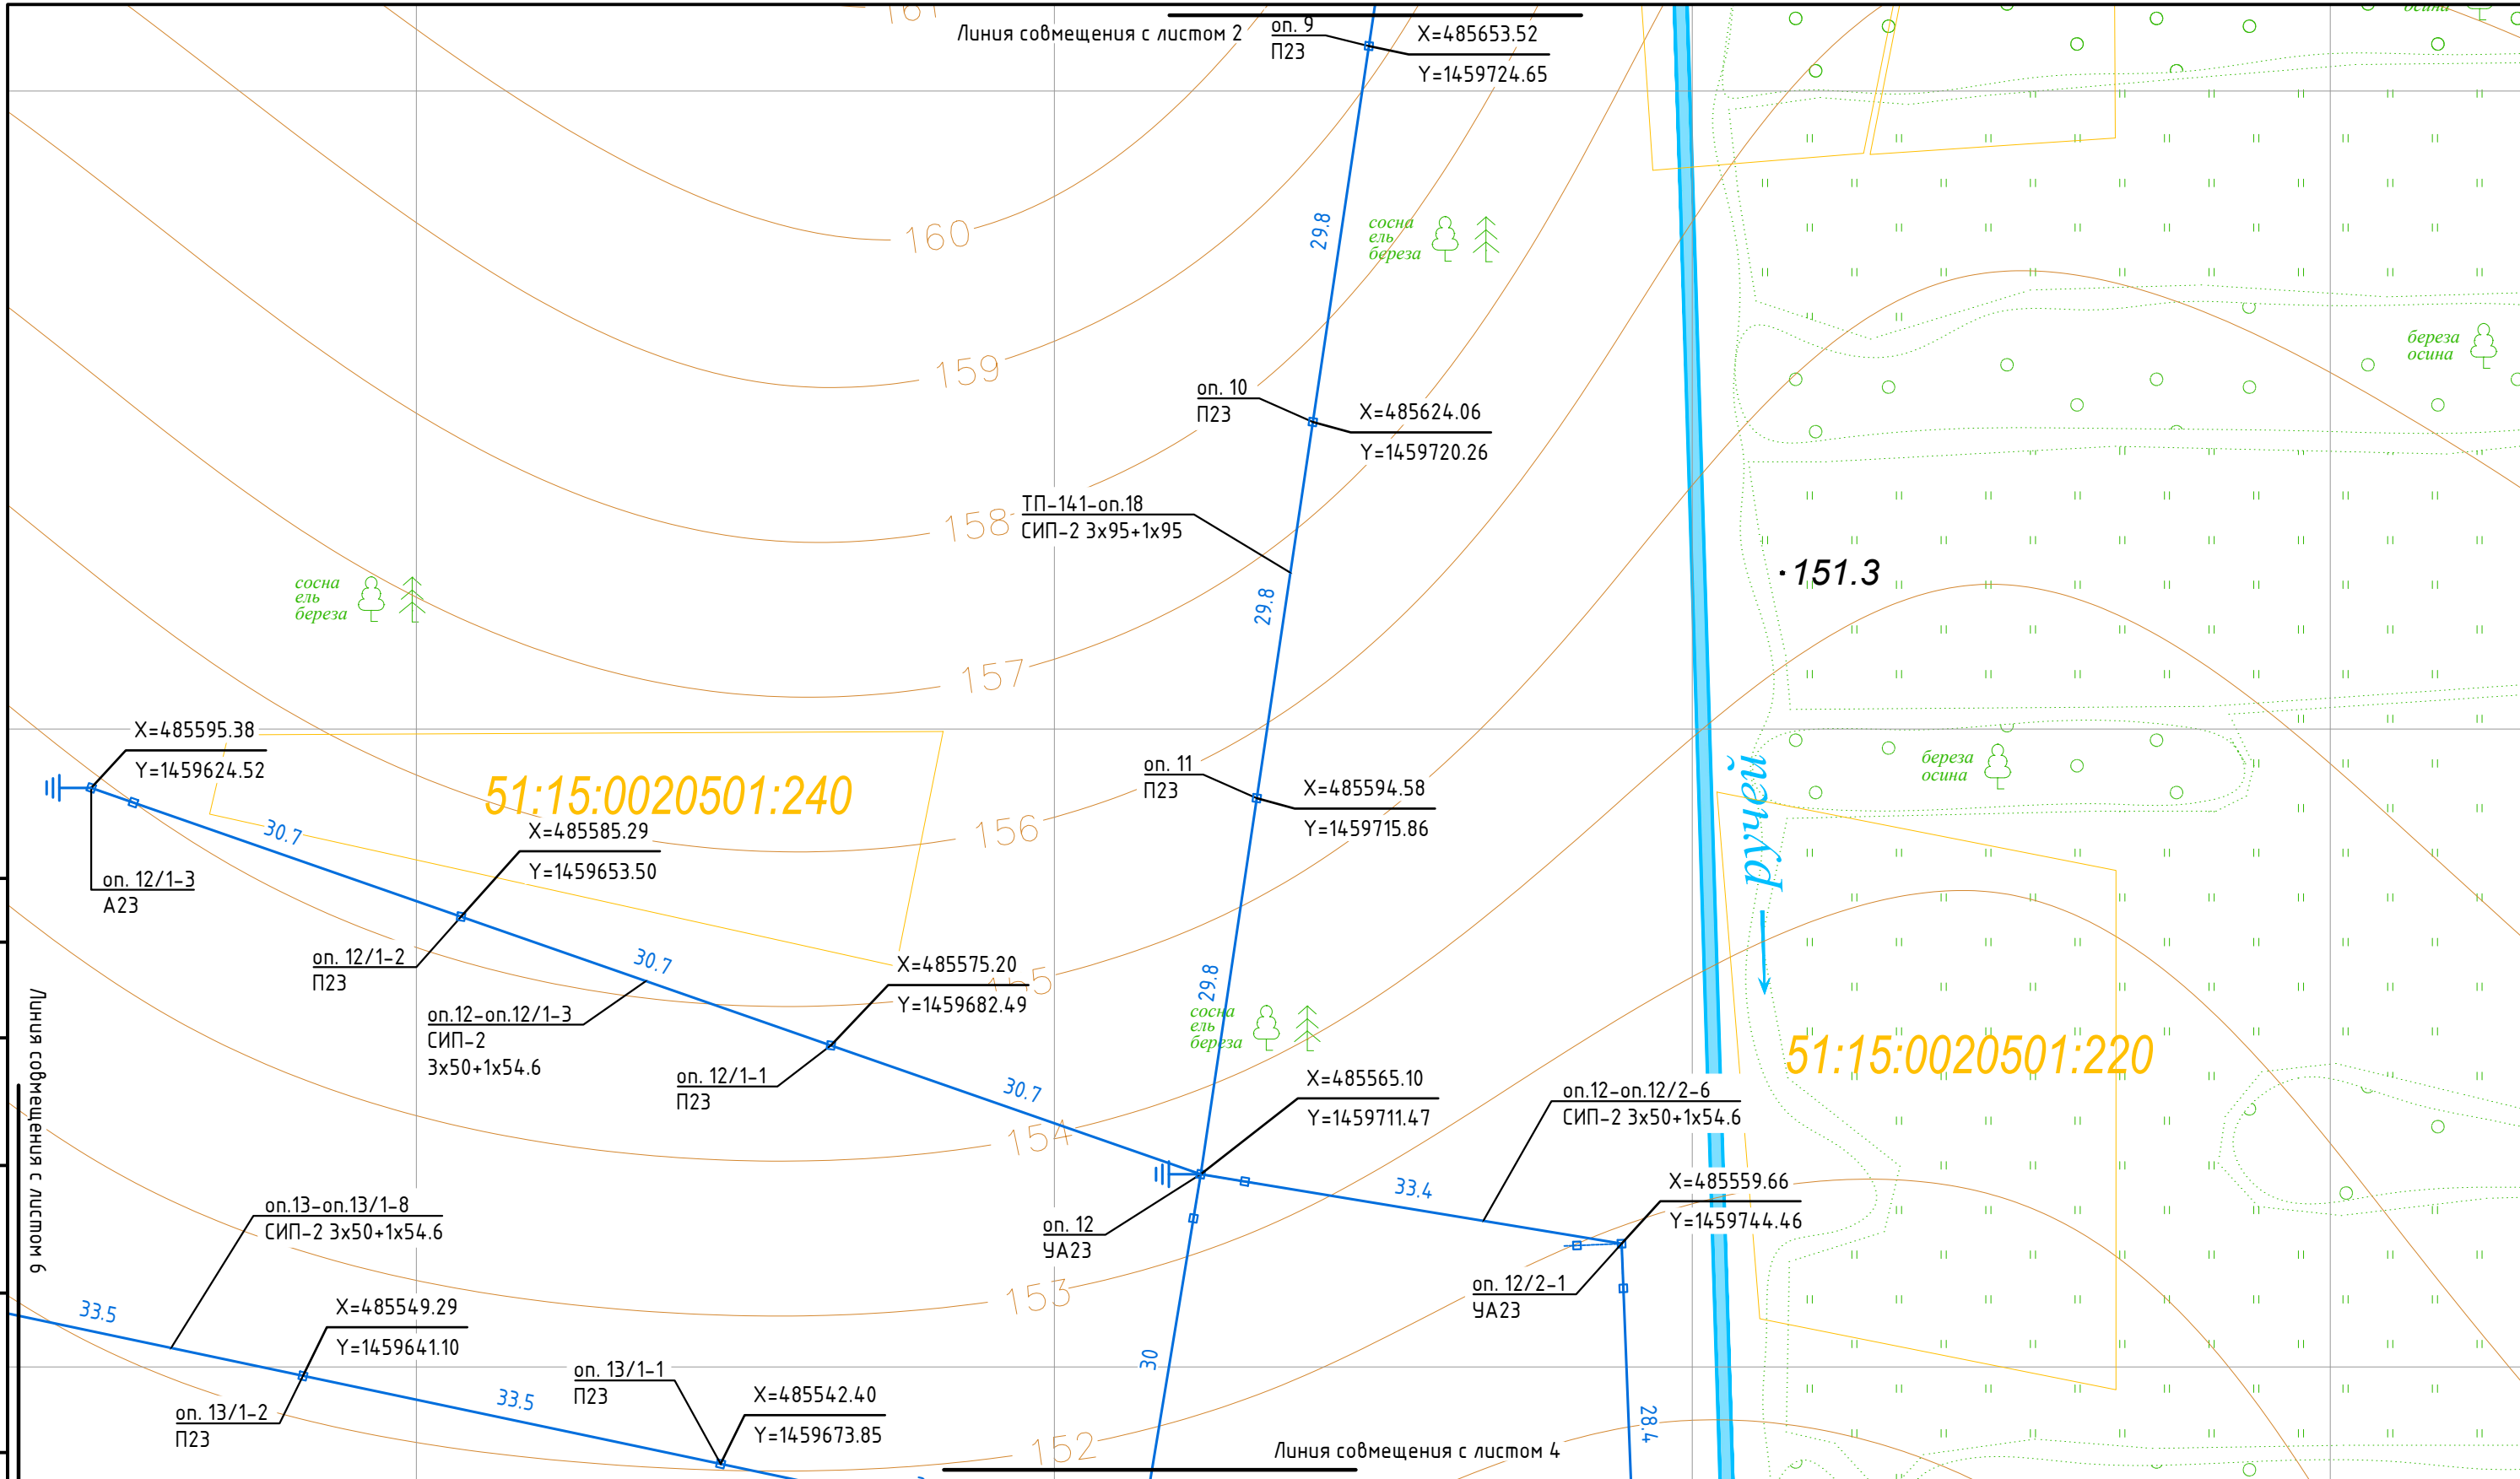 161
осина
Линия совмещения с листом 2
оп. 9
П23
X=485653.52
Y=1459724.65
160
29.8
сосна
ель
береза
159
береза
осина
оп. 10
П23
X=485624.06
Y=1459720.26
158
ТП-141-оп.18
СИП-2 3х95+1х95
сосна
ель
береза
29.8
151.3
157
X=485595.38
Y=1459624.52
51:15:0020501:240
оп. 11
П23
X=485594.58
Y=1459715.86
ручей
береза
осина
30.7
156
X=485585.29
Y=1459653.50
оп. 12/1-3
А23
оп. 12/1-2
П23
30.7
X=485575.20
Y=1459682.49
155
29.8
сосна
ель
береза
оп.12-оп.12/1-3
СИП-2
3х50+1х54.6
оп. 12/1-1
П23
30.7
X=485565.10
Y=1459711.47
оп.12-оп.12/2-6
СИП-2 3х50+1х54.6
51:15:0020501:220
Линия совмещения с листом 6
154
33.4
X=485559.66
Y=1459744.46
оп.13-оп.13/1-8
СИП-2 3х50+1х54.6
оп. 12
УА23
оп. 12/2-1
УА23
33.5
X=485549.29
Y=1459641.10
153
30
оп. 13/1-2
П23
33.5
оп. 13/1-1
П23
X=485542.40
Y=1459673.85
28.4
152
Линия совмещения с листом 4